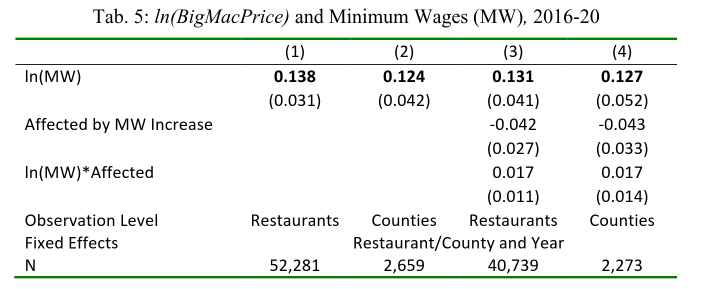 Tab. 5: ln(BigMacPrice) and Minimum Wages (MW), 2016-20
(1) (2) (3) (4)
ln(MW) 0.138 0.124 0.131 0.127
(0.031) (0.042) (0.041) (0.052)
Affected by MW Increase -0.042 -0.043
(0.027) (0.033)
ln(MW)*Affected 0.017 0.017
(0.011) (0.014)
Observation Level Restaurants Counties Restaurants Counties
Fixed Effects Restaurant/County and Year
N 52,281 2,659 40,739 2,273